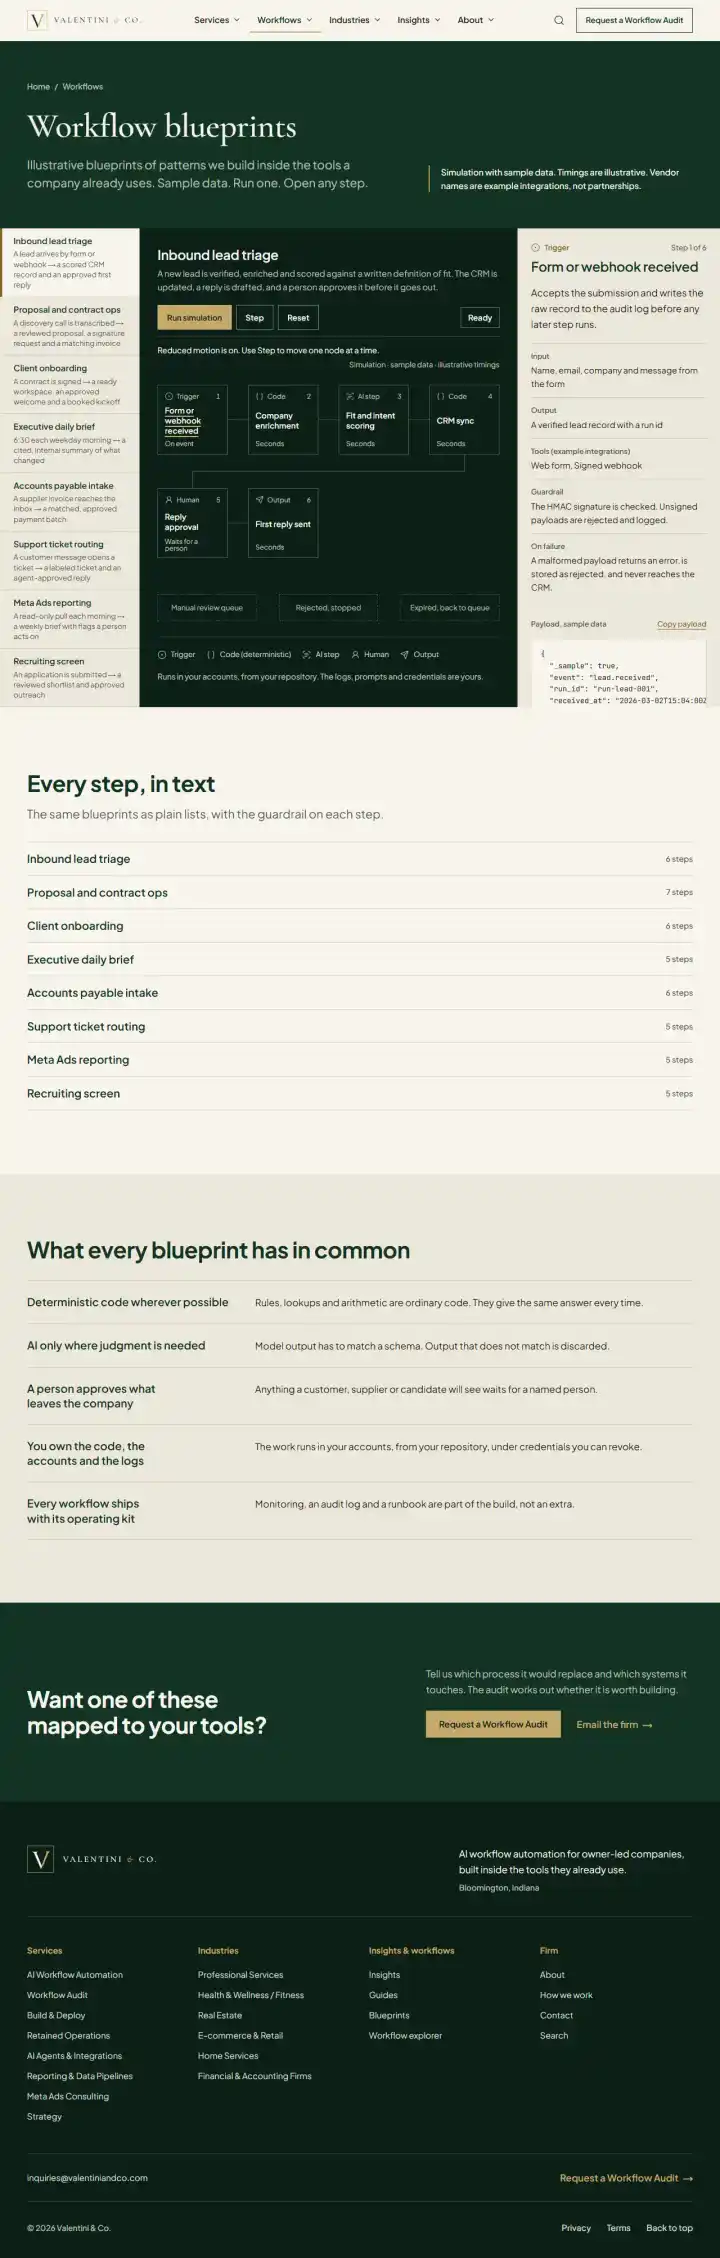 V VALENTINI & CO.
Services Workflows Industries Insights About
Request a Workflow Audit
Home / Workflows
Workflow blueprints
Illustrative blueprints of patterns we build inside the tools a
company already uses. Sample data. Run one. Open any step.
Simulation with sample data. Timings are illustrative. Vendor
names are example integrations, not partnerships.
Inbound lead triage
A lead arrives by form or
webhook → a scored CRM
record and an approved first
reply
Proposal and contract ops
A discovery call is transcribed →
a reviewed proposal, a signature
request and a matching invoice
Client onboarding
A contract is signed → a ready
workspace, an approved
welcome and a booked kickoff
Executive daily brief
6:30 each weekday morning → a
cited, internal summary of what
changed
Accounts payable intake
A supplier invoice reaches the
inbox → a matched, approved
payment batch
Support ticket routing
A customer message opens a
ticket → a labeled ticket and an
agent-approved reply
Meta Ads reporting
A read-only pull each morning →
a weekly brief with flags a person
acts on
Recruiting screen
An application is submitted → a
reviewed shortlist and approved
outreach
Inbound lead triage
A new lead is verified, enriched and scored against a written definition of fit. The CRM is
updated, a reply is drafted, and a person approves it before it goes out.
Run simulation Step Reset Ready
Reduced motion is on. Use Step to move one node at a time.
Simulation · sample data · illustrative timings
Trigger 1
Form or
webhook
received
On event
Code 2
Company
enrichment
Seconds
AI step 3
Fit and intent
scoring
Seconds
Code 4
CRM sync
Seconds
Human 5
Reply
approval
Waits for a
person
Output 6
First reply sent
Seconds
Manual review queue
Rejected, stopped
Expired, back to queue
Trigger Code (deterministic) AI step Human Output
Runs in your accounts, from your repository. The logs, prompts and credentials are yours.
Trigger Step 1 of 6
Form or webhook received
Accepts the submission and writes the
raw record to the audit log before any
later step runs.
Input
Name, email, company and message from
the form
Output
A verified lead record with a run id
Tools (example integrations)
Web form, Signed webhook
Guardrail
The HMAC signature is checked. Unsigned
payloads are rejected and logged.
On failure
A malformed payload returns an error, is
stored as rejected, and never reaches the
CRM.
Payload, sample data Copy payload
{
"_sample": true,
"event": "lead.received",
"run_id": "run-lead-001",
"received_at": "2026-03-02T15:04:00Z
Every step, in text
The same blueprints as plain lists, with the guardrail on each step.
Inbound lead triage 6 steps
Proposal and contract ops 7 steps
Client onboarding 6 steps
Executive daily brief 5 steps
Accounts payable intake 6 steps
Support ticket routing 5 steps
Meta Ads reporting 5 steps
Recruiting screen 5 steps
What every blueprint has in common
Deterministic code wherever possible
Rules, lookups and arithmetic are ordinary code. They give the same answer every time.
AI only where judgment is needed
Model output has to match a schema. Output that does not match is discarded.
A person approves what
leaves the company
Anything a customer, supplier or candidate will see waits for a named person.
You own the code, the
accounts and the logs
The work runs in your accounts, from your repository, under credentials you can revoke.
Every workflow ships
with its operating kit
Monitoring, an audit log and a runbook are part of the build, not an extra.
Want one of these
mapped to your tools?
Tell us which process it would replace and which systems it
touches. The audit works out whether it is worth building.
Request a Workflow Audit Email the firm →
V VALENTINI & CO.
AI workflow automation for owner-led companies,
built inside the tools they already use.
Bloomington, Indiana
Services
AI Workflow Automation
Workflow Audit
Build & Deploy
Retained Operations
AI Agents & Integrations
Reporting & Data Pipelines
Meta Ads Consulting
Strategy
Industries
Professional Services
Health & Wellness / Fitness
Real Estate
E-commerce & Retail
Home Services
Financial & Accounting Firms
Insights & workflows
Insights
Guides
Blueprints
Workflow explorer
Firm
About
How we work
Contact
Search
inquiries@valentiniandco.com
Request a Workflow Audit →
© 2026 Valentini & Co.
Privacy Terms Back to top